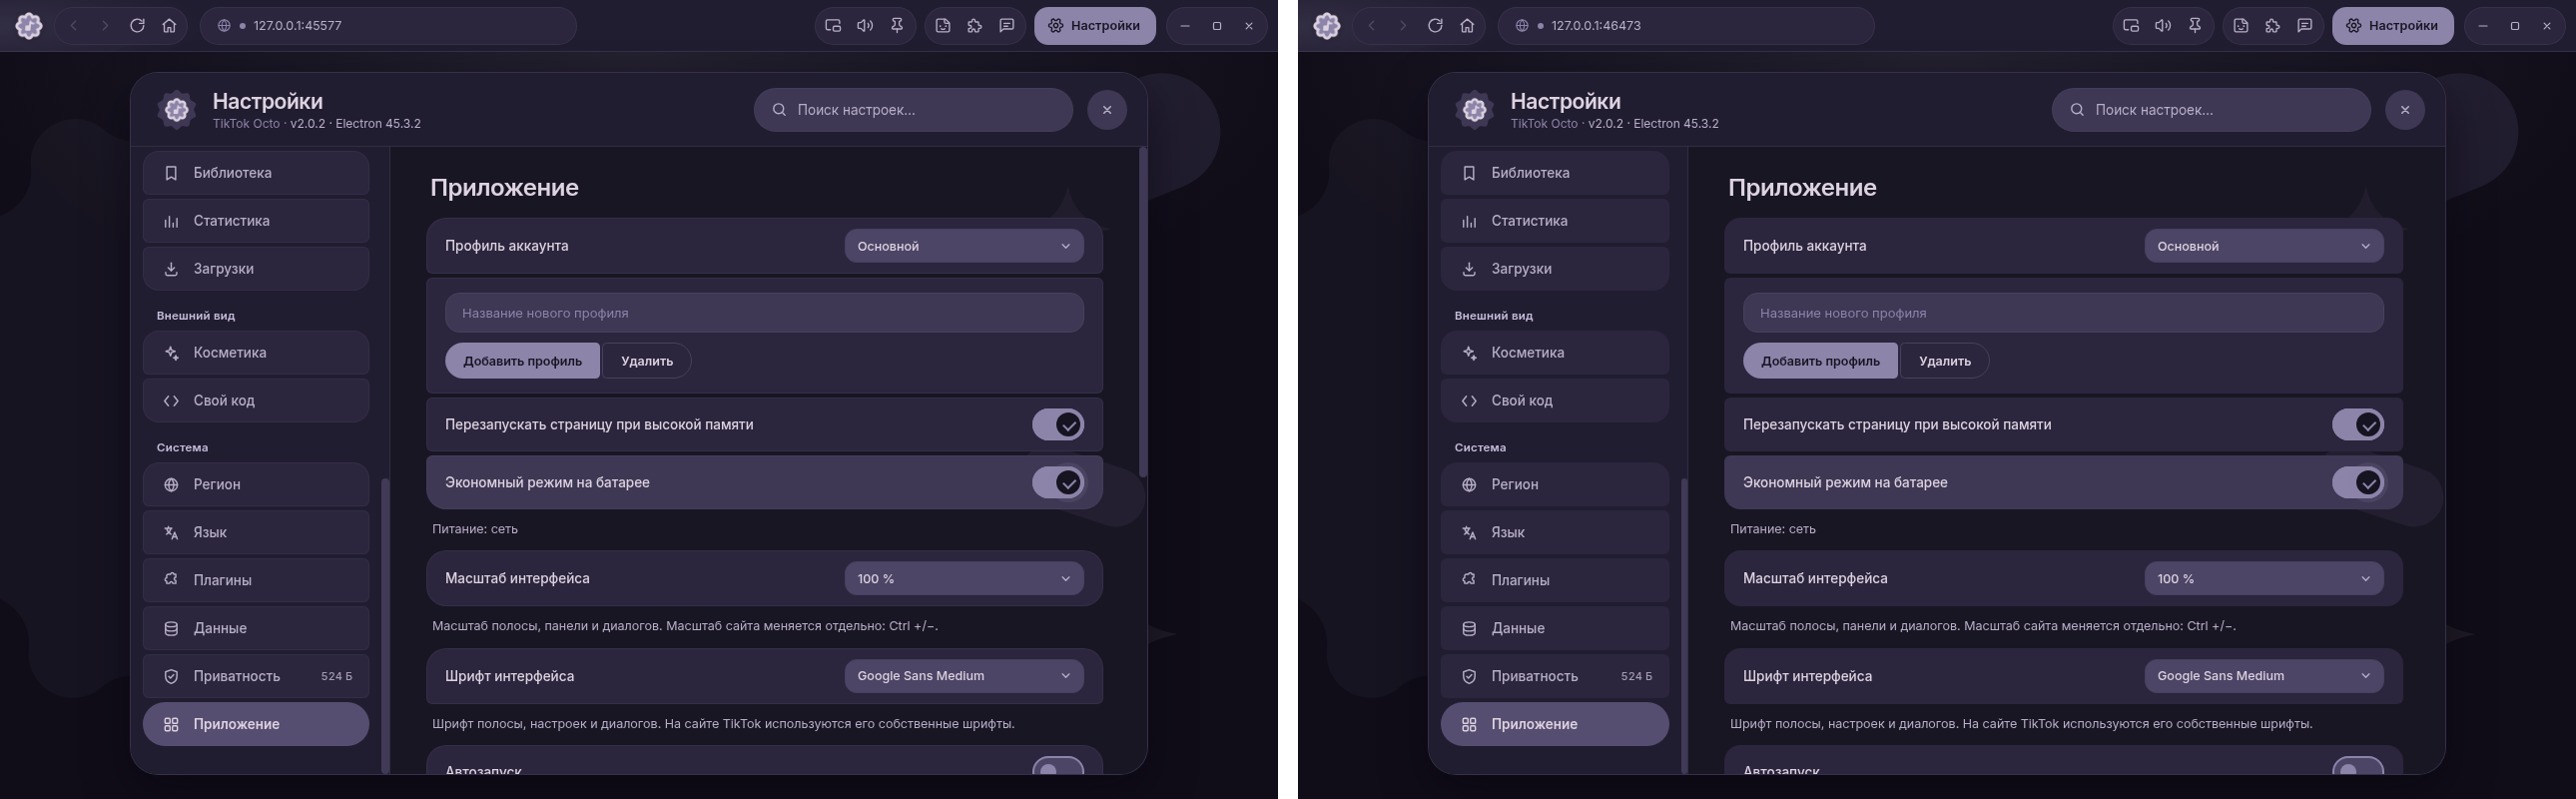 127.0.0.1:45577
Настройки
Настройки
TikTok Octo · v2.0.2 · Electron 45.3.2
Поиск настроек...
Библиотека
Статистика
Загрузки
Внешний вид
Косметика
Свой код
Система
Регион
Язык
Плагины
Данные
Приватность 524 Б
Приложение
Приложение
Профиль аккаунта Основной
Название нового профиля
Добавить профиль Удалить
Перезапускать страницу при высокой памяти
Экономный режим на батарее
Питание: сеть
Масштаб интерфейса 100 %
Масштаб полосы, панели и диалогов. Масштаб сайта меняется отдельно: Ctrl +/−.
Шрифт интерфейса Google Sans Medium
Шрифт полосы, настроек и диалогов. На сайте TikTok используются его собственные шрифты.
Автозапуск
127.0.0.1:46473
Настройки
Настройки
TikTok Octo · v2.0.2 · Electron 45.3.2
Поиск настроек...
Библиотека
Статистика
Загрузки
Внешний вид
Косметика
Свой код
Система
Регион
Язык
Плагины
Данные
Приватность 524 Б
Приложение
Приложение
Профиль аккаунта Основной
Название нового профиля
Добавить профиль Удалить
Перезапускать страницу при высокой памяти
Экономный режим на батарее
Питание: сеть
Масштаб интерфейса 100 %
Масштаб полосы, панели и диалогов. Масштаб сайта меняется отдельно: Ctrl +/−.
Шрифт интерфейса Google Sans Medium
Шрифт полосы, настроек и диалогов. На сайте TikTok используются его собственные шрифты.
Автозапуск